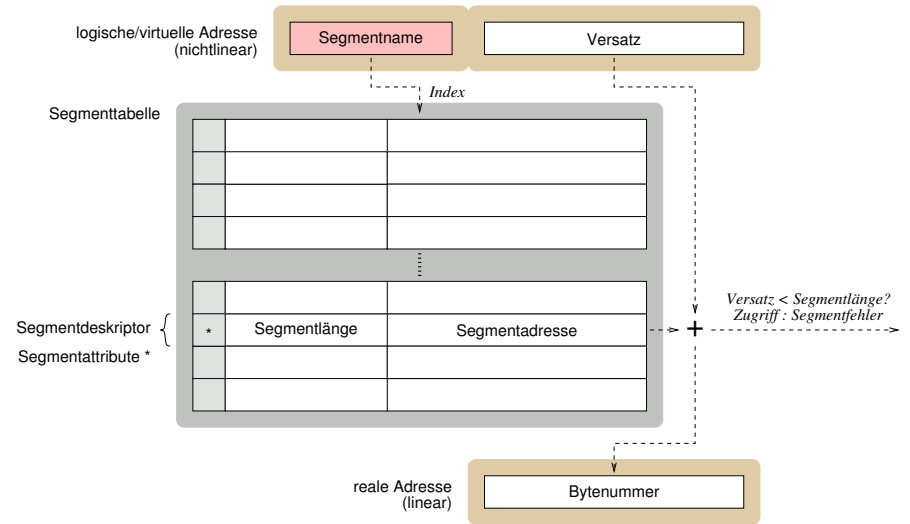 logische/virtuelle Adresse
(nichtlinear)
Segmentname
Versatz
Index
Segmenttabelle
Versatz < Segmentlänge?
Zugriff : Segmentfehler
Segmentdeskriptor
*
Segmentlänge
Segmentadresse
+
Segmentattribute *
reale Adresse
(linear)
Bytenummer